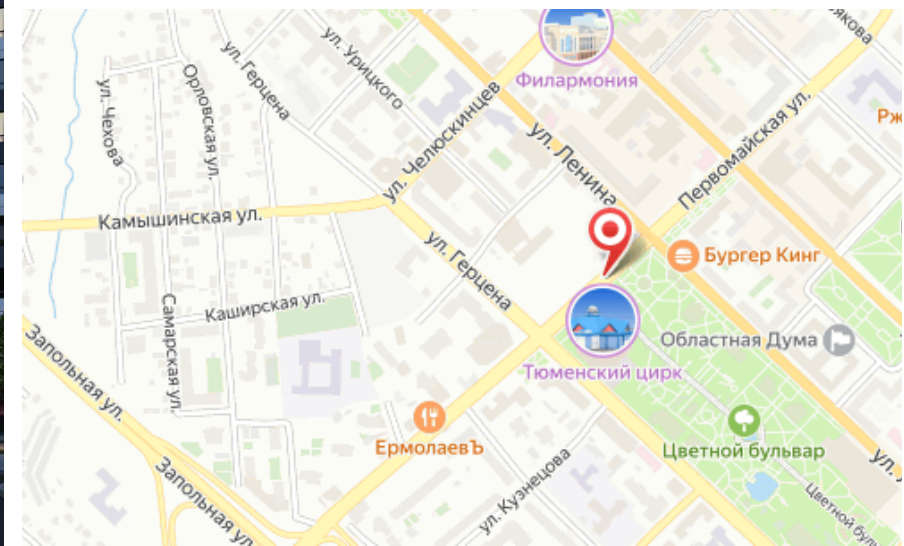 ул. Герцена
ул. Урицкого
Филармония
ул. Чехова
Орловская ул.
ул. Челюскинцев
ул. Ленина
Первомайская ул.
Камышинская ул.
ул. Герцена
Бургер Кинг
Каширская ул.
Самарская ул.
Запольная ул.
Областная Дума
Тюменский цирк
ЕрмолаевЪ
Цветной бульвар
ул. Кузнецова
Запольная ул.
Цветной